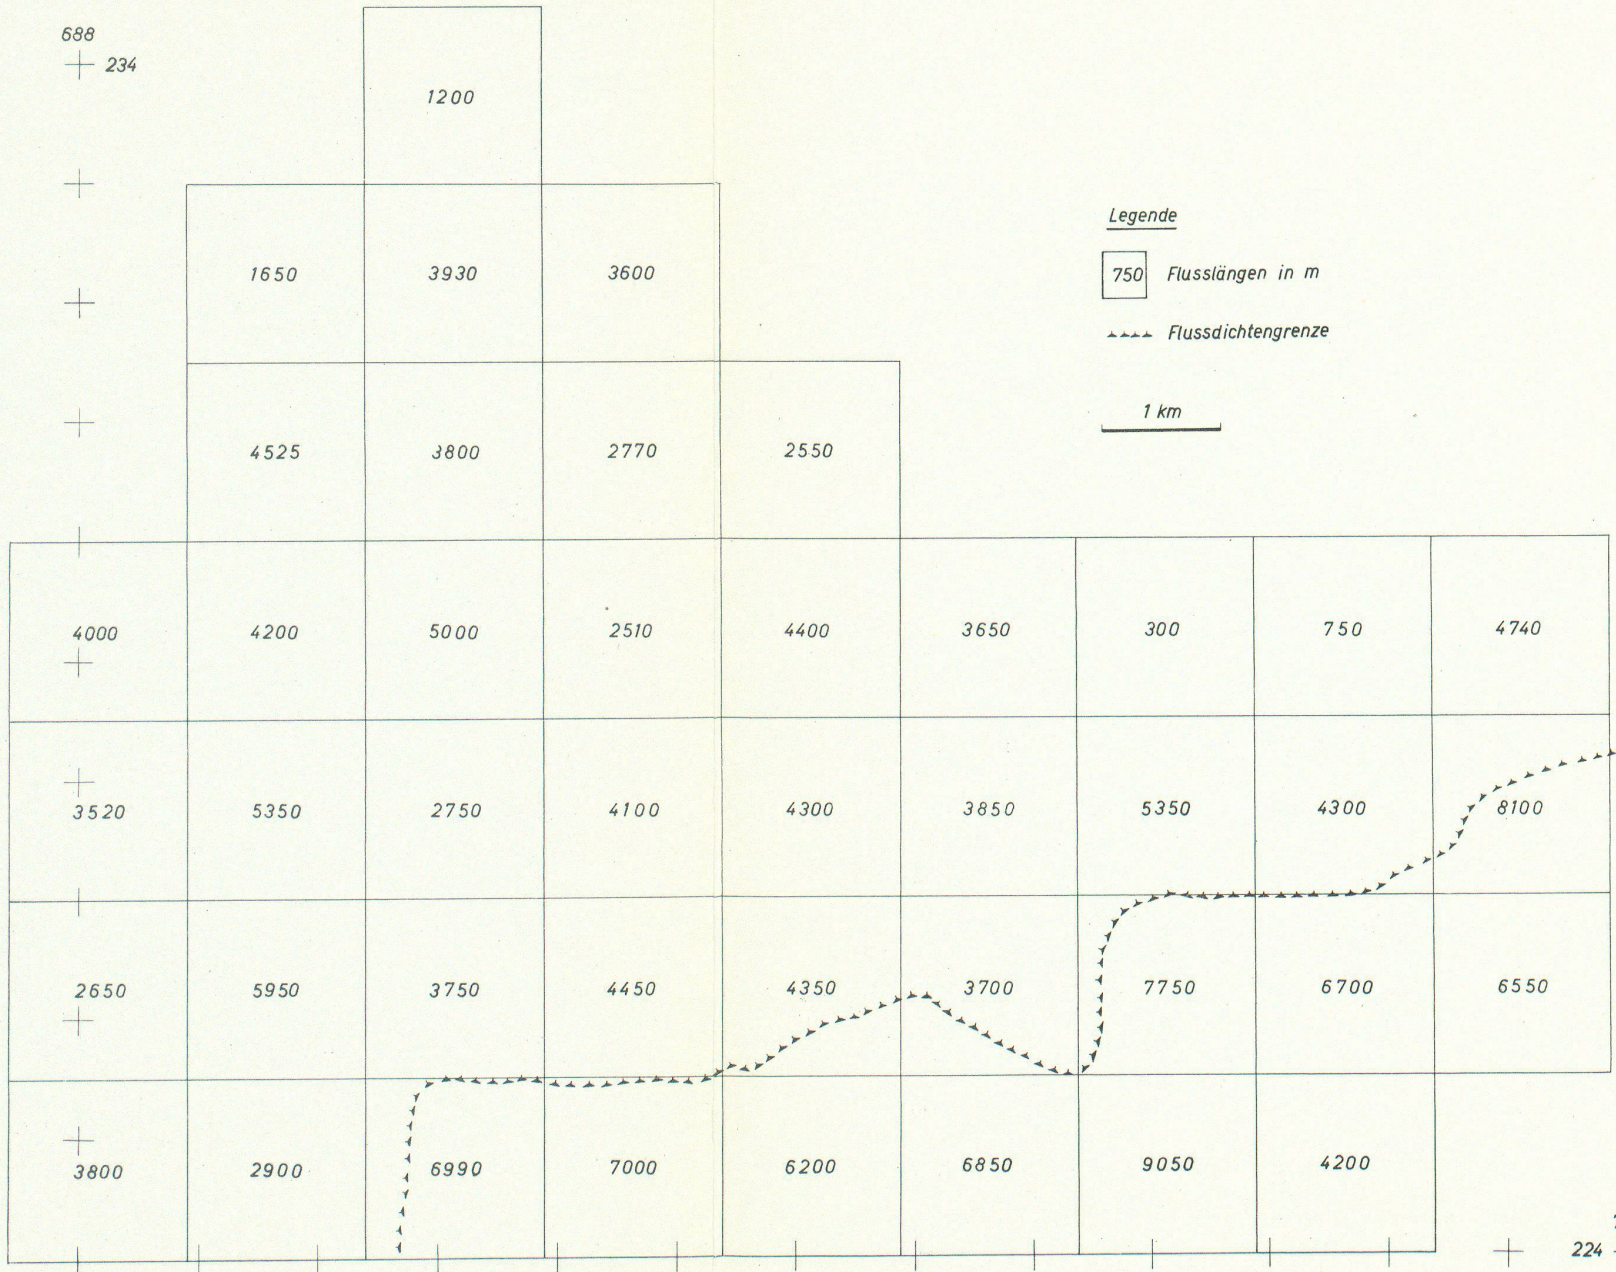 688
234
1200
Legende
1650 3930 3600
750 Flusslängen in m
Flussdichtengrenze
1 km
4525 3800 2770 2550
4000 4200 5000 2510 4400 3650 300 750 4740
3520 5350 2750 4100 4300 3850 5350 4300 8100
2650 5950 3750 4450 4350 3700 7750 6700 6550
3800 2900 6990 7000 6200 6850 9050 4200
224